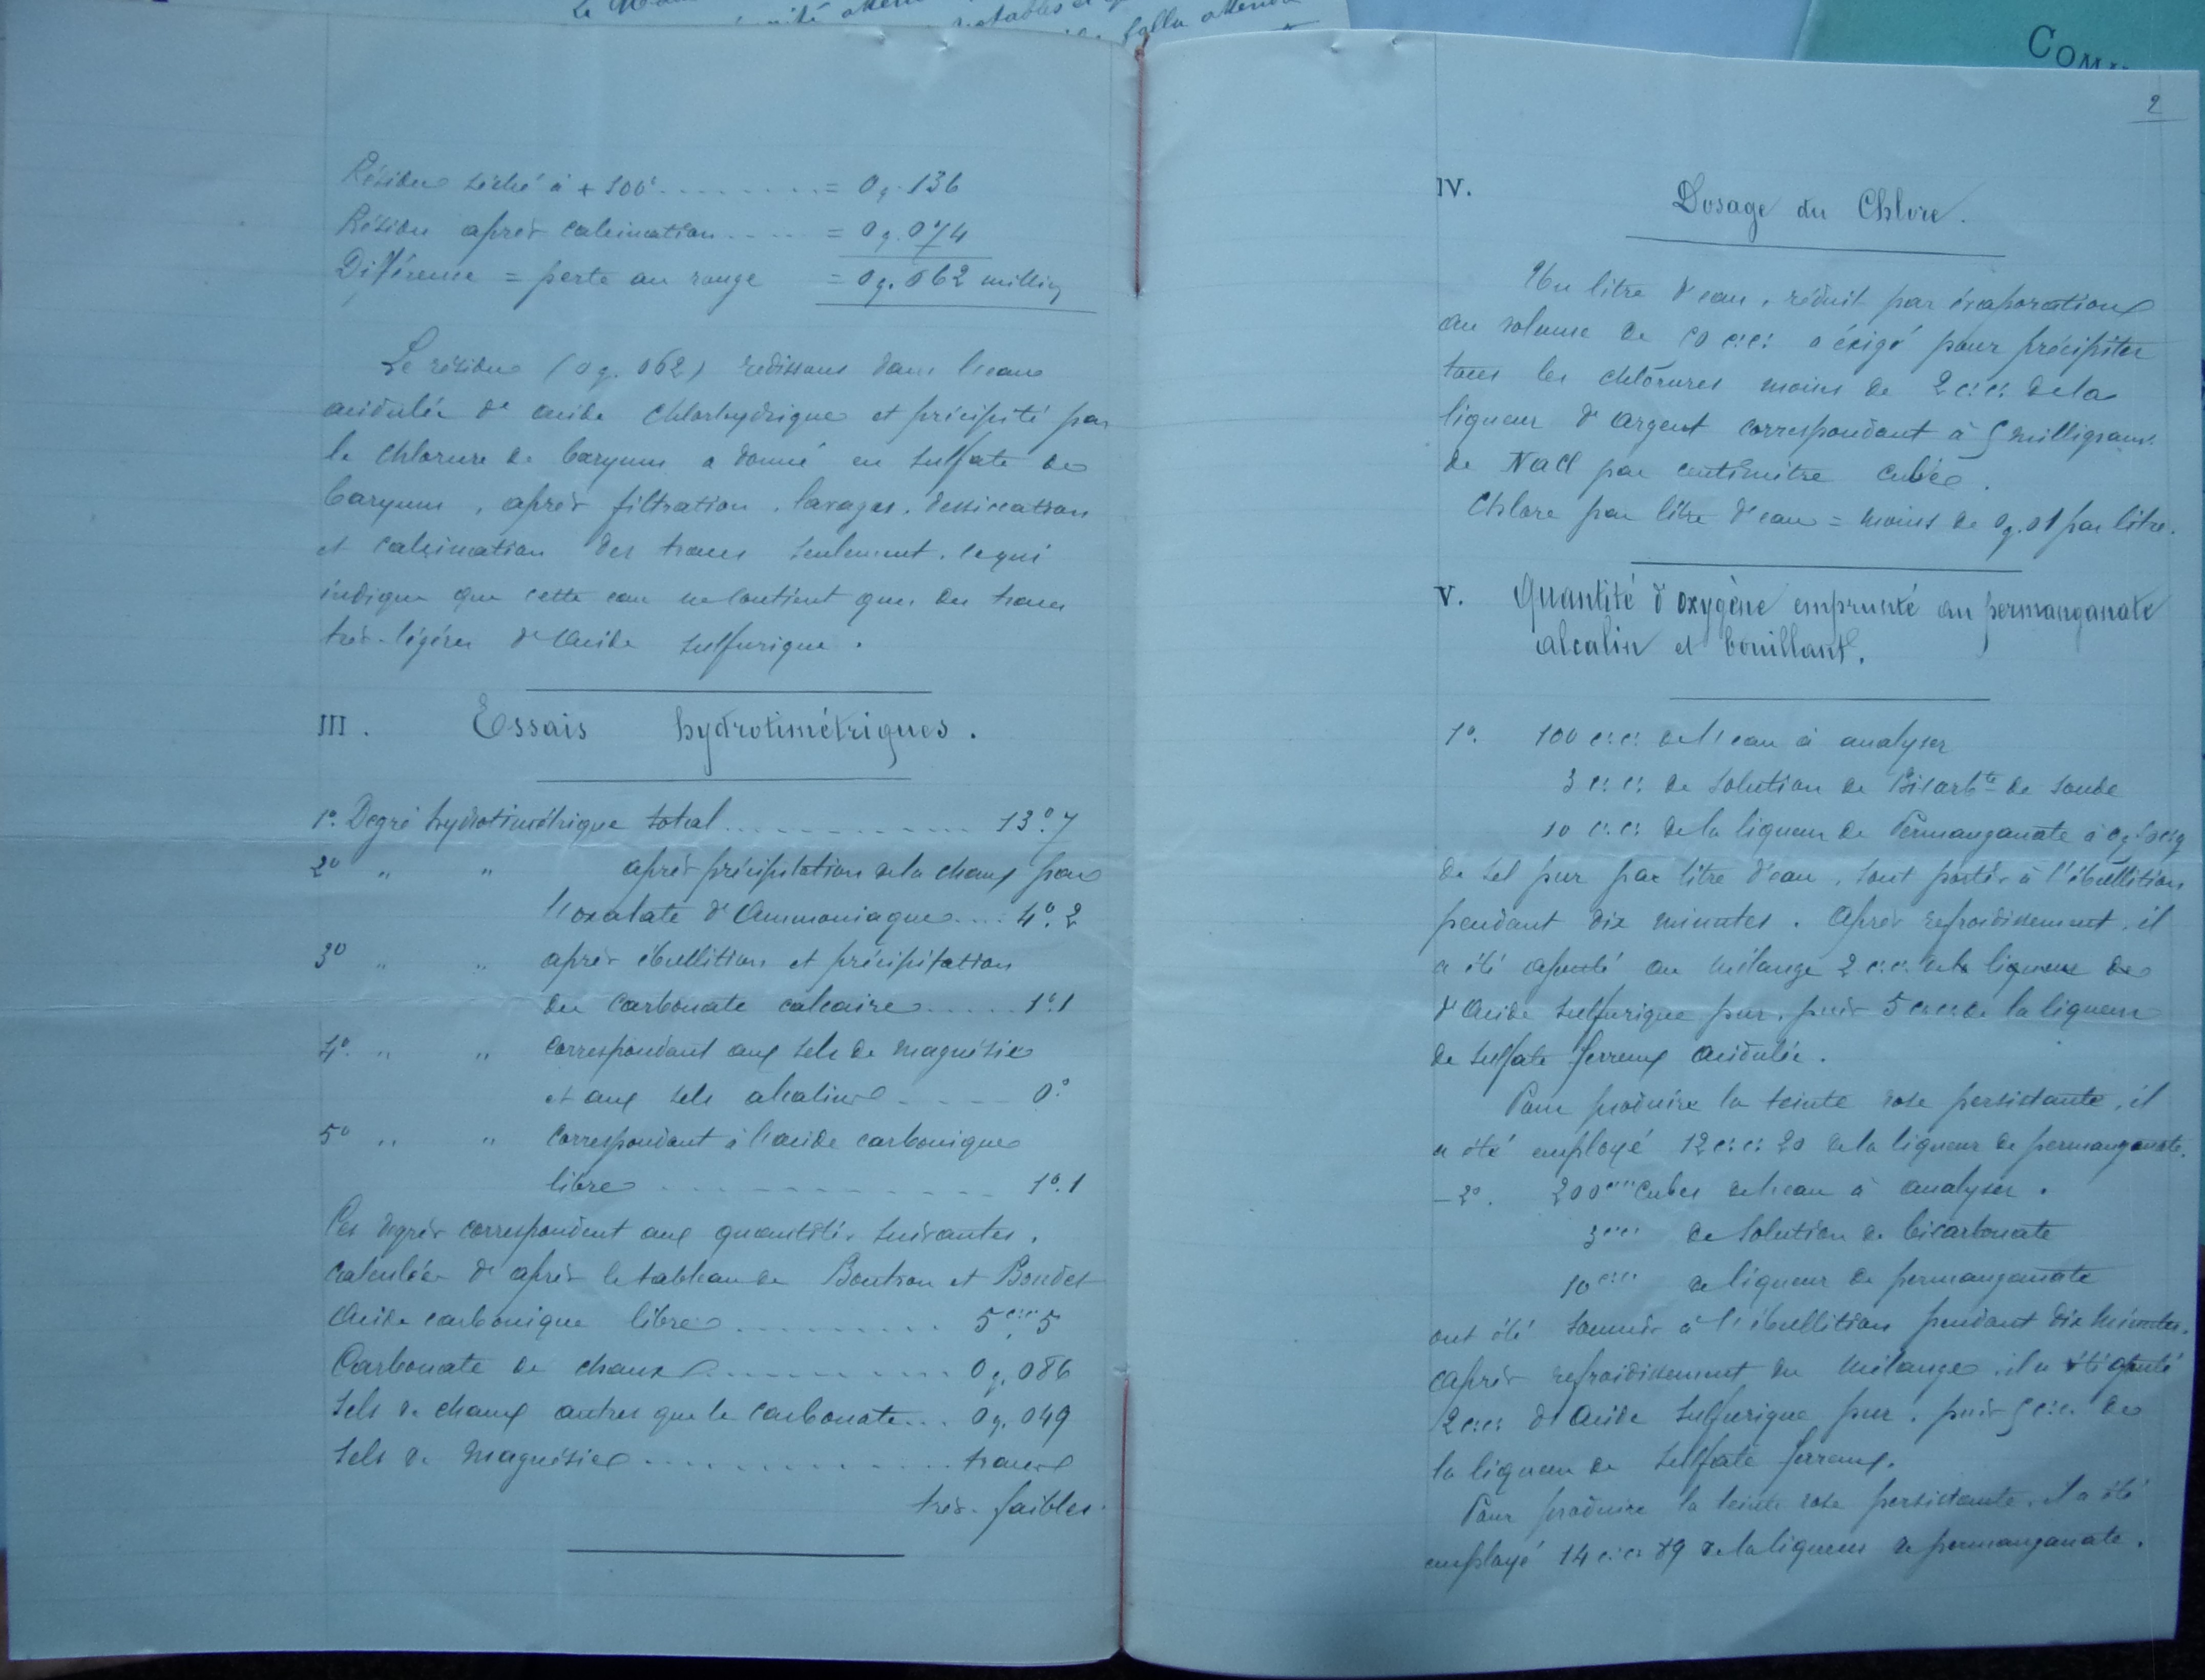 Résidu séché à + 100° = 0g.136
Résidu après calcination = 0g.074
Différence = perte au rouge = 0g.062 millig
Le résidu (0g.062) redissous dans l'eau
acidulée d'acide chlorhydrique et précipité par
le chlorure de baryum a donné en sulfate de
baryum, après filtration, lavages, dessiccation
et calcination des traces seulement, ce qui
indique que cette eau ne contient que des traces
très-légères d'acide sulfurique.
III. Essais hydrotimétriques.
1°. Degré hydrotimétrique total 13°.7
2° " " après précipitation de la chaux par
l'oxalate d'Ammoniaque 4°.2
3° " " après ébullition et précipitation
du carbonate calcaire 1°.1
4°. " " correspondant aux sels de magnésie
et aux sels alcalins 0°
5° " " correspondant à l'acide carbonique
libre 1°.1
Ces degrés correspondent aux quantités suivantes,
calculées d'après le tableau de Boutron et Boudet
Acide carbonique libre 5c.c.5
Carbonate de chaux 0g.086
Sels de chaux autres que le carbonate 0g.049
Sels de magnésie traces
très-faibles.
2
IV. Dosage du Chlore.
Un litre d'eau, réduit par évaporation
au volume de 50 c.c. a exigé pour précipiter
tous les chlorures moins de 2 c.c. de la
liqueur d'argent correspondant à 5 milligram.
de NaCl par centimètre cube.
Chlore par litre d'eau = moins de 0g.01 par litre.
V. Quantité d'oxygène emprunté au permanganate
alcalin et bouillant.
1°. 100 c.c. de l'eau à analyser
3 c.c. de solution de Bicarbte de soude
10 c.c. de la liqueur de Permanganate à
de sel pur par litre d'eau, sont portés à l'ébullition
pendant dix minutes. Après refroidissement, il
a été ajouté au mélange 2 c.c. de la liqueur de
d'Acide sulfurique pur, puis 5 c.c. de la liqueur
de sulfate ferreux acidulée.
Pour produire la teinte rose persistante, il
a été employé 12 c.c. 20 de la liqueur de permanganate.
-2°. 200 cent cubes de l'eau à analyser.
3 c.c. de solution de bicarbonate
10 c.c. de liqueur de permanganate
ont été soumis à l'ébullition pendant dix minutes.
Après refroidissement du mélange, il a été ajouté
2 c.c. d'Acide sulfurique pur, puis 5 c.c. de
la liqueur de sulfate ferreux.
Pour produire la teinte rose persistante, il a été
employé 14 c.c. 89 de la liqueur de permanganate.